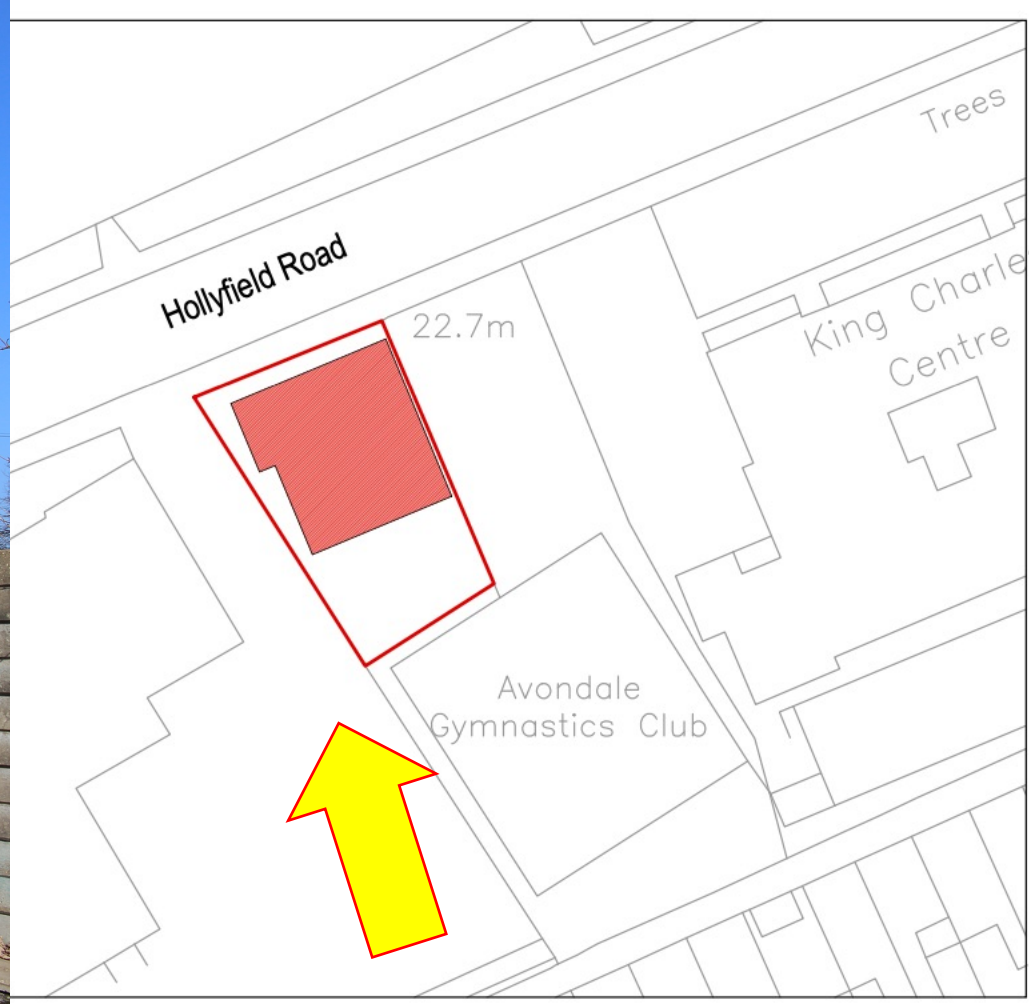 Trees
Hollyfield Road
22.7m
King Charle
Centre
Avondale
Gymnastics Club